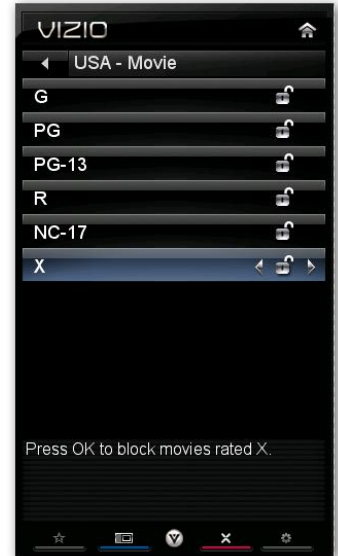 VIZIO
USA - Movie
G
PG
PG-13
R
NC-17
X
Press OK to block movies rated X.